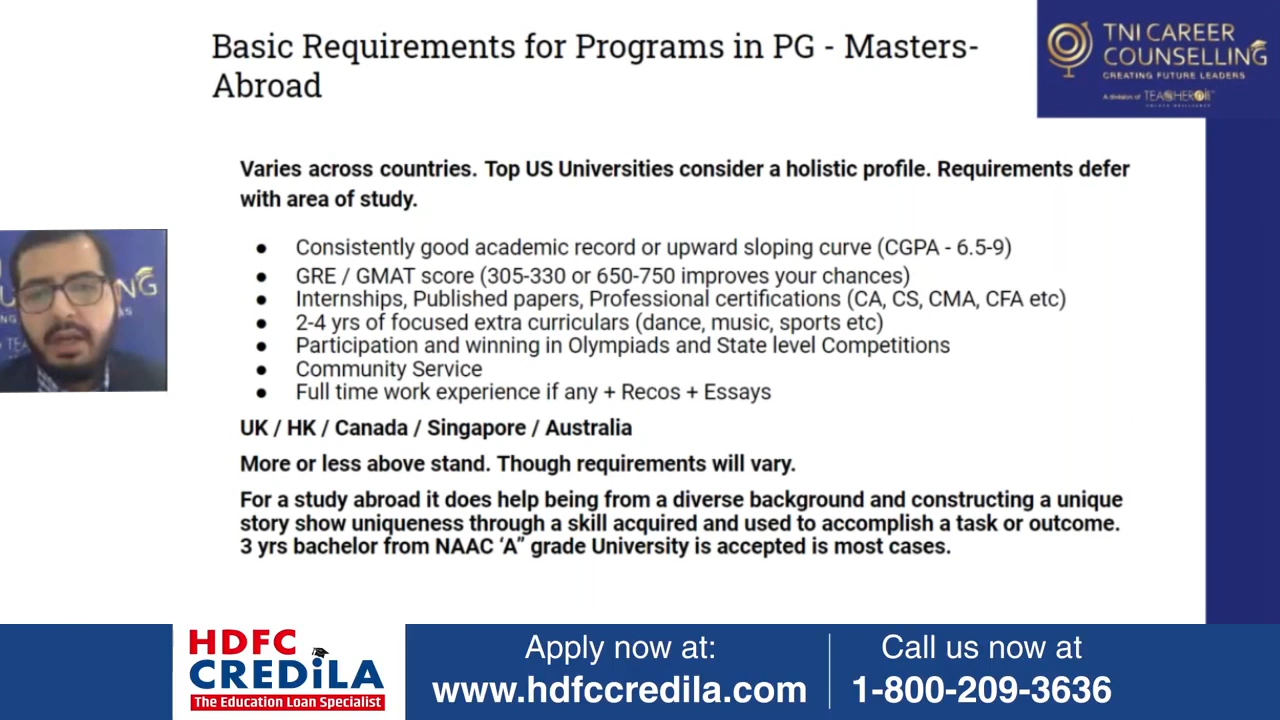 Basic Requirements for Programs in PG - Masters-
Abroad
TNI CAREER
COUNSELLING
CREATING FUTURE LEADERS
A division of TEACHERONi
Varies across countries. Top US Universities consider a holistic profile. Requirements defer
with area of study.
● Consistently good academic record or upward sloping curve (CGPA - 6.5-9)
● GRE / GMAT score (305-330 or 650-750 improves your chances)
● Internships, Published papers, Professional certifications (CA, CS, CMA, CFA etc)
● 2-4 yrs of focused extra curriculars (dance, music, sports etc)
● Participation and winning in Olympiads and State level Competitions
● Community Service
● Full time work experience if any + Recos + Essays
UK / HK / Canada / Singapore / Australia
More or less above stand. Though requirements will vary.
For a study abroad it does help being from a diverse background and constructing a unique
story show uniqueness through a skill acquired and used to accomplish a task or outcome.
3 yrs bachelor from NAAC ‘A” grade University is accepted is most cases.
HDFC
CREDiLA
The Education Loan Specialist
Apply now at:
www.hdfccredila.com
Call us now at
1-800-209-3636